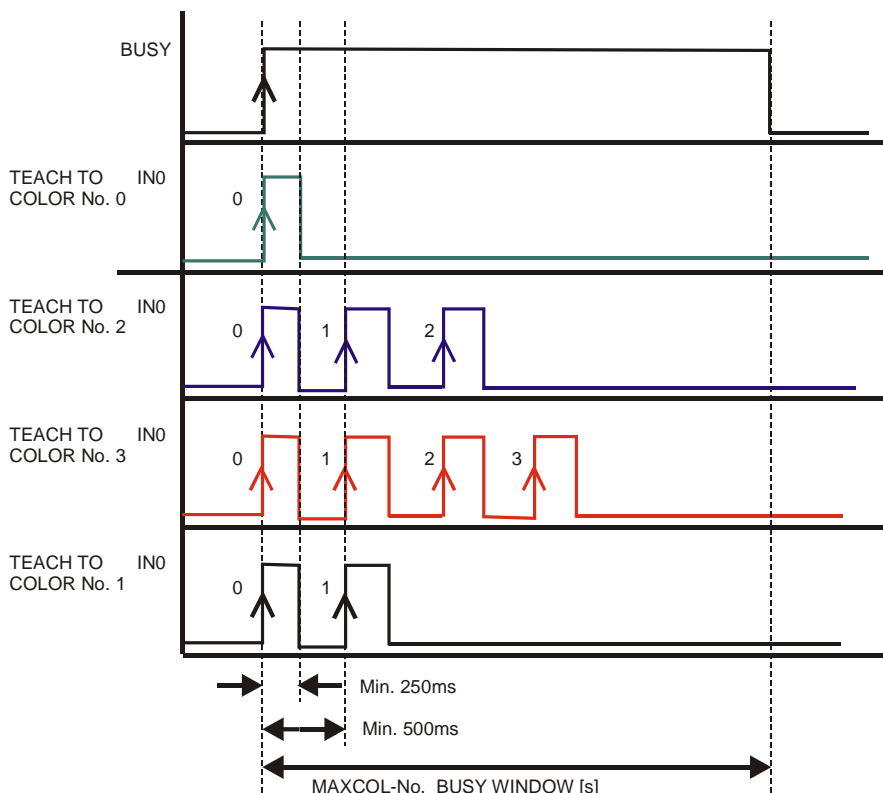 BUSY
TEACH TO IN0
COLOR No. 0
0
TEACH TO IN0
COLOR No. 2
0 1 2
TEACH TO IN0
COLOR No. 3
0 1 2 3
TEACH TO IN0
COLOR No. 1
0 1
Min. 250ms
Min. 500ms
MAXCOL-No. BUSY WINDOW [s]